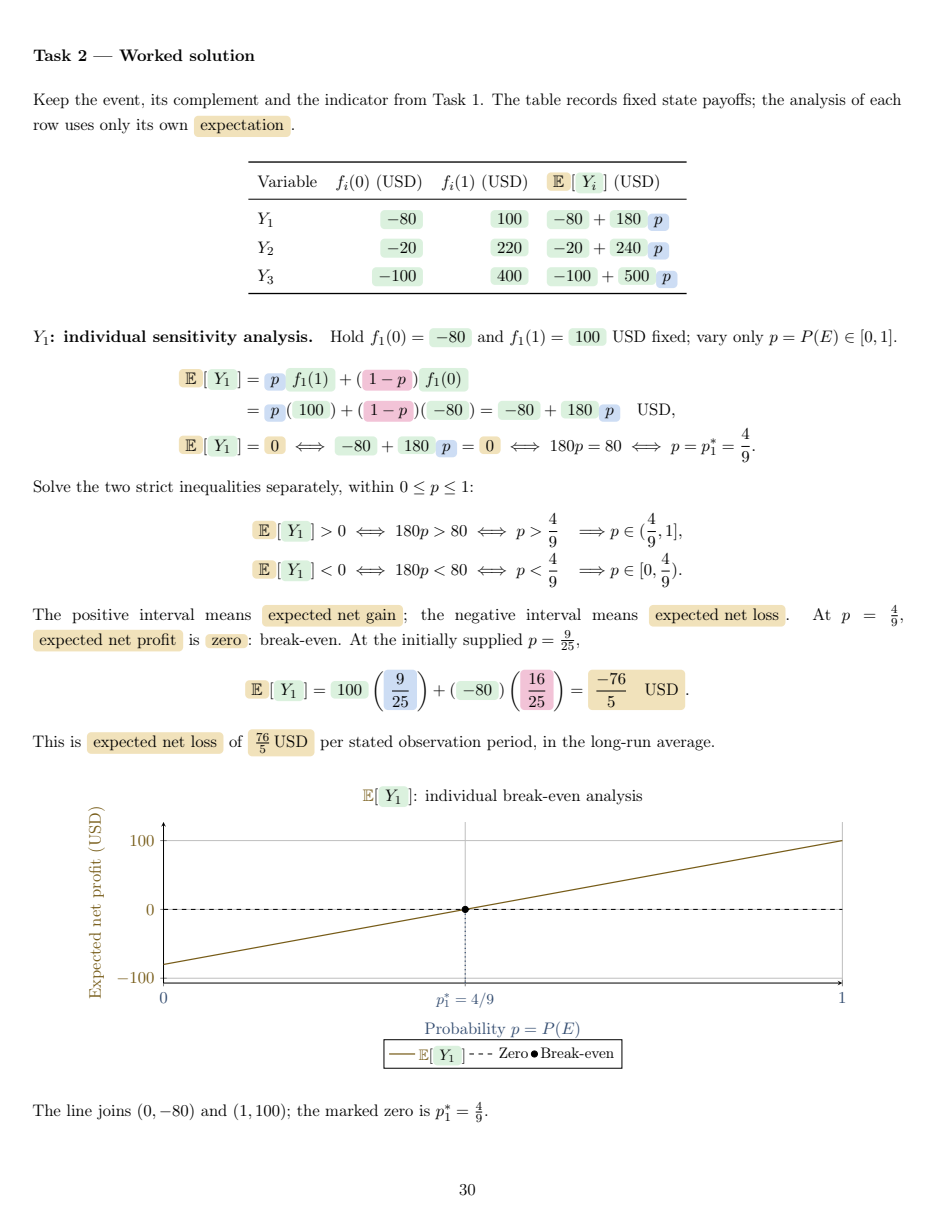 Task 2 — Worked solution
Keep the event, its complement and the indicator from Task 1. The table records fixed state payoffs; the analysis of each
row uses only its own expectation .
Variable f_i(0) (USD) f_i(1) (USD) 𝔼[ Y_i ] (USD)
Y_1 −80 100 −80 + 180 p
Y_2 −20 220 −20 + 240 p
Y_3 −100 400 −100 + 500 p
Y_1: individual sensitivity analysis. Hold f_1(0) = −80 and f_1(1) = 100 USD fixed; vary only p = P(E) ∈ [0, 1].
𝔼[ Y_1 ] = p f_1(1) + ( 1 − p ) f_1(0)
= p ( 100 ) + ( 1 − p )( −80 ) = −80 + 180 p USD,
𝔼[ Y_1 ] = 0 ⟺ −80 + 180 p = 0 ⟺ 180p = 80 ⟺ p = p_1^* = 4/9.
Solve the two strict inequalities separately, within 0 ≤ p ≤ 1:
𝔼[ Y_1 ] > 0 ⟺ 180p > 80 ⟺ p > 4/9 ⟹ p ∈ (4/9, 1],
𝔼[ Y_1 ] < 0 ⟺ 180p < 80 ⟺ p < 4/9 ⟹ p ∈ [0, 4/9).
The positive interval means expected net gain ; the negative interval means expected net loss . At p = 4/9,
expected net profit is zero : break-even. At the initially supplied p = 9/25,
𝔼[ Y_1 ] = 100 (9/25) + ( −80 ) (16/25) = −76/5 USD .
This is expected net loss of 76/5 USD per stated observation period, in the long-run average.
𝔼[ Y_1 ]: individual break-even analysis
Expected net profit (USD)
100
0
−100
0 p_1^* = 4/9 1
Probability p = P(E)
𝔼[ Y_1 ] Zero Break-even
The line joins (0, −80) and (1, 100); the marked zero is p_1^* = 4/9.
30